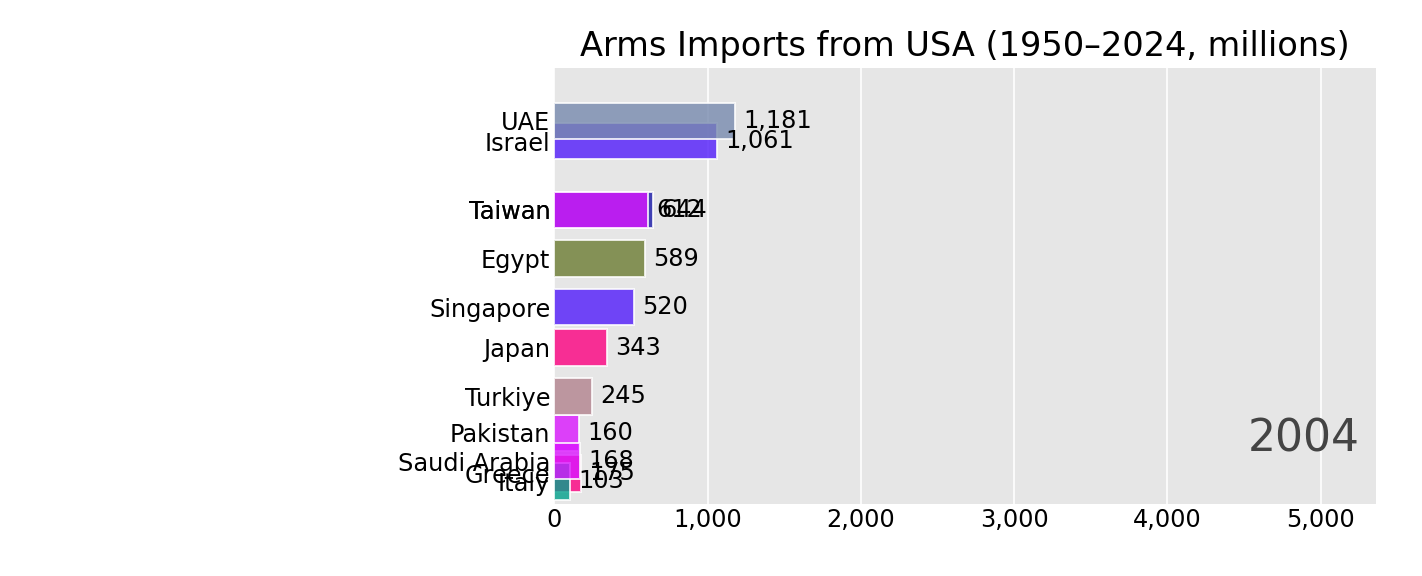 Arms Imports from USA (1950–2024, millions)
UAE 1,181
Israel 1,061
Taiwan
Egypt 589
Singapore 520
Japan 343
Turkiye 245
Pakistan 160
2004
Saudi Arabia 168
Greece 175
Italy 103
0 1,000 2,000 3,000 4,000 5,000